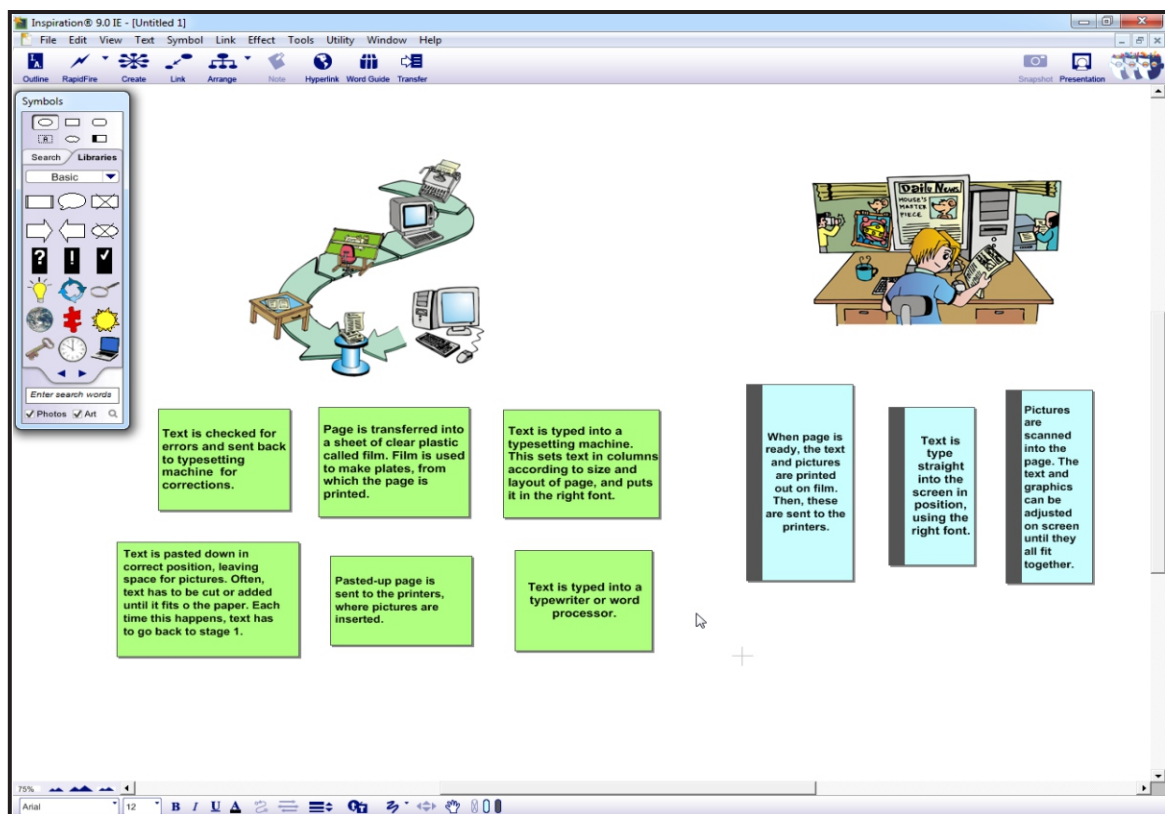 Inspiration® 9.0 IE - [Untitled 1]
File Edit View Text Symbol Link Effect Tools Utility Window Help
Outline RapidFire Create Link Arrange Note Hyperlink Word Guide Transfer
Snapshot Presentation
Symbols
Search Libraries
Basic
?
!
Enter search words
Photos Art
Daily News
MOUSE'S
MASTER
PIECE
Text is checked for
errors and sent back
to typesetting
machine for
corrections.
Page is transferred into
a sheet of clear plastic
called film. Film is used
to make plates, from
which the page is
printed.
Text is typed into a
typesetting machine.
This sets text in columns
according to size and
layout of page, and puts
it in the right font.
When page is
ready, the text
and pictures
are printed
out on film.
Then, these
are sent to the
printers.
Text is
type
straight
into the
screen in
position,
using the
right font.
Pictures
are
scanned
into the
page. The
text and
graphics
can be
adjusted
on screen
until they
all fit
together.
Text is pasted down in
correct position, leaving
space for pictures. Often,
text has to be cut or added
until it fits o the paper. Each
time this happens, text has
to go back to stage 1.
Pasted-up page is
sent to the printers,
where pictures are
inserted.
Text is typed into a
typewriter or word
processor.
75%
Arial 12 B I U A